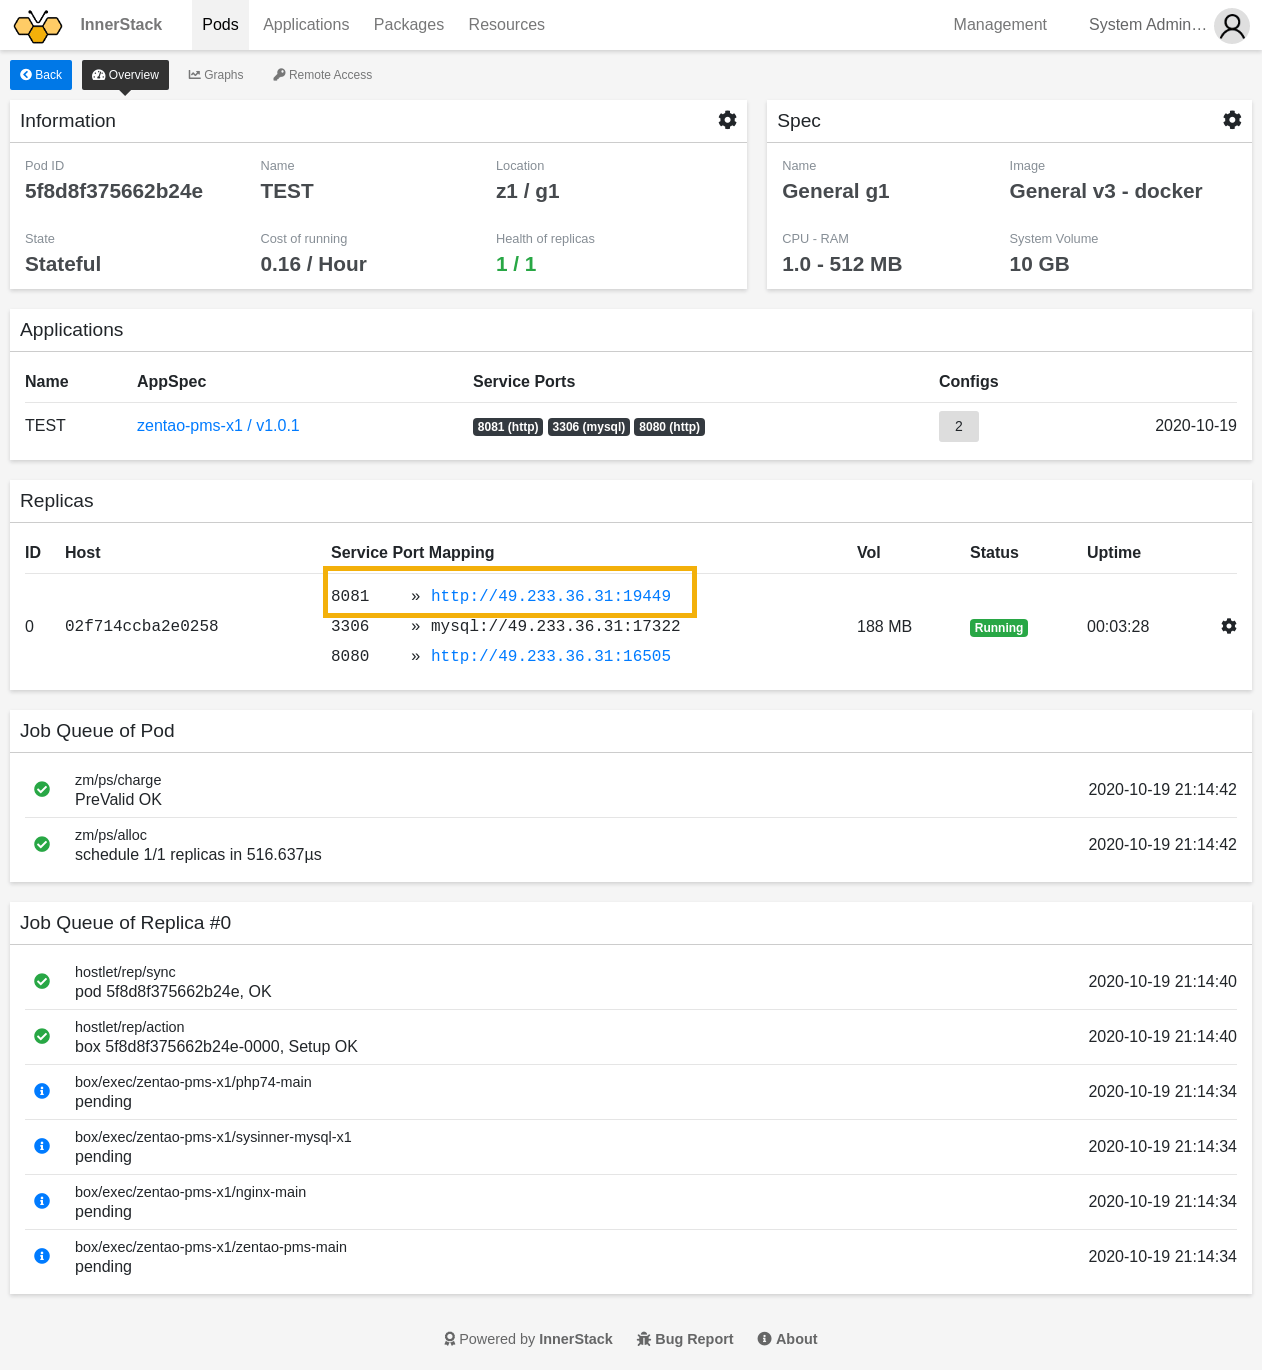 InnerStack Pods Applications Packages Resources Management System Admin…
Back Overview Graphs Remote Access
Information
Pod ID Name Location
5f8d8f375662b24e TEST z1 / g1
State Cost of running Health of replicas
Stateful 0.16 / Hour 1 / 1
Spec
Name Image
General g1 General v3 - docker
CPU - RAM System Volume
1.0 - 512 MB 10 GB
Applications
Name AppSpec Service Ports Configs
TEST zentao-pms-x1 / v1.0.1 8081 (http) 3306 (mysql) 8080 (http) 2 2020-10-19
Replicas
ID Host Service Port Mapping Vol Status Uptime
8081 » http://49.233.36.31:19449
0 02f714ccba2e0258 3306 » mysql://49.233.36.31:17322 188 MB Running 00:03:28
8080 » http://49.233.36.31:16505
Job Queue of Pod
zm/ps/charge
PreValid OK 2020-10-19 21:14:42
zm/ps/alloc
schedule 1/1 replicas in 516.637µs 2020-10-19 21:14:42
Job Queue of Replica #0
hostlet/rep/sync
pod 5f8d8f375662b24e, OK 2020-10-19 21:14:40
hostlet/rep/action
box 5f8d8f375662b24e-0000, Setup OK 2020-10-19 21:14:40
box/exec/zentao-pms-x1/php74-main
pending 2020-10-19 21:14:34
box/exec/zentao-pms-x1/sysinner-mysql-x1
pending 2020-10-19 21:14:34
box/exec/zentao-pms-x1/nginx-main
pending 2020-10-19 21:14:34
box/exec/zentao-pms-x1/zentao-pms-main
pending 2020-10-19 21:14:34
Powered by InnerStack Bug Report About